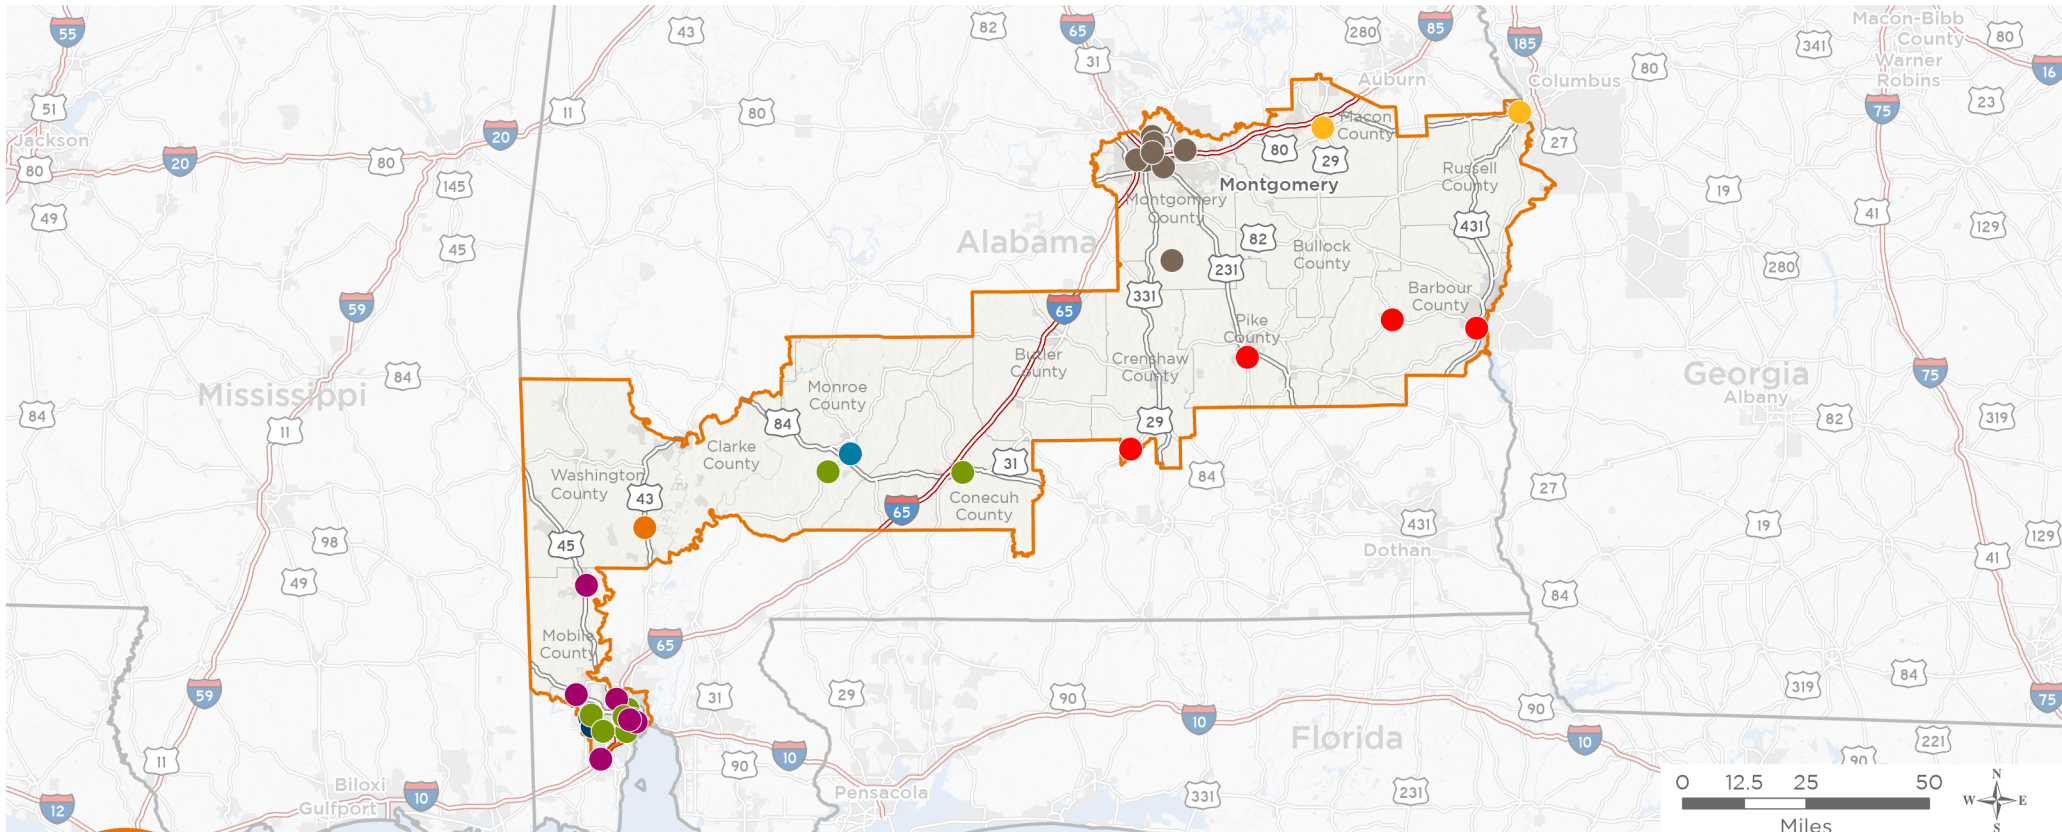 55
43
82
65
31
280
85
185
Macon-Bibb
County
80
341
Warner
Robins
16
Auburn
Columbus
80
75
23
51
Jackson
80
20
80
20
11
80
145
Macon
County
80
29
27
Russell
County
19
Montgomery
Montgomery
County
49
45
41
129
431
Alabama
82
Bullock
County
280
231
59
65
331
Barbour
County
Pike
County
Butler
County
Crenshaw
County
84
Mississippi
Monroe
County
Georgia
Albany
75
84
11
84
29
82
319
Clarke
County
31
84
Washington
County
43
27
Conecuh
County
65
45
431
19
98
Dothan
129
41
49
84
Mobile
County
65
59
31
29
90
319
84
75
90
10
Florida
10
221
11
90
10
90
Biloxi
Gulfport
10
Pensacola
331
231
12
0 12.5 25 50
Miles
N
W E
S